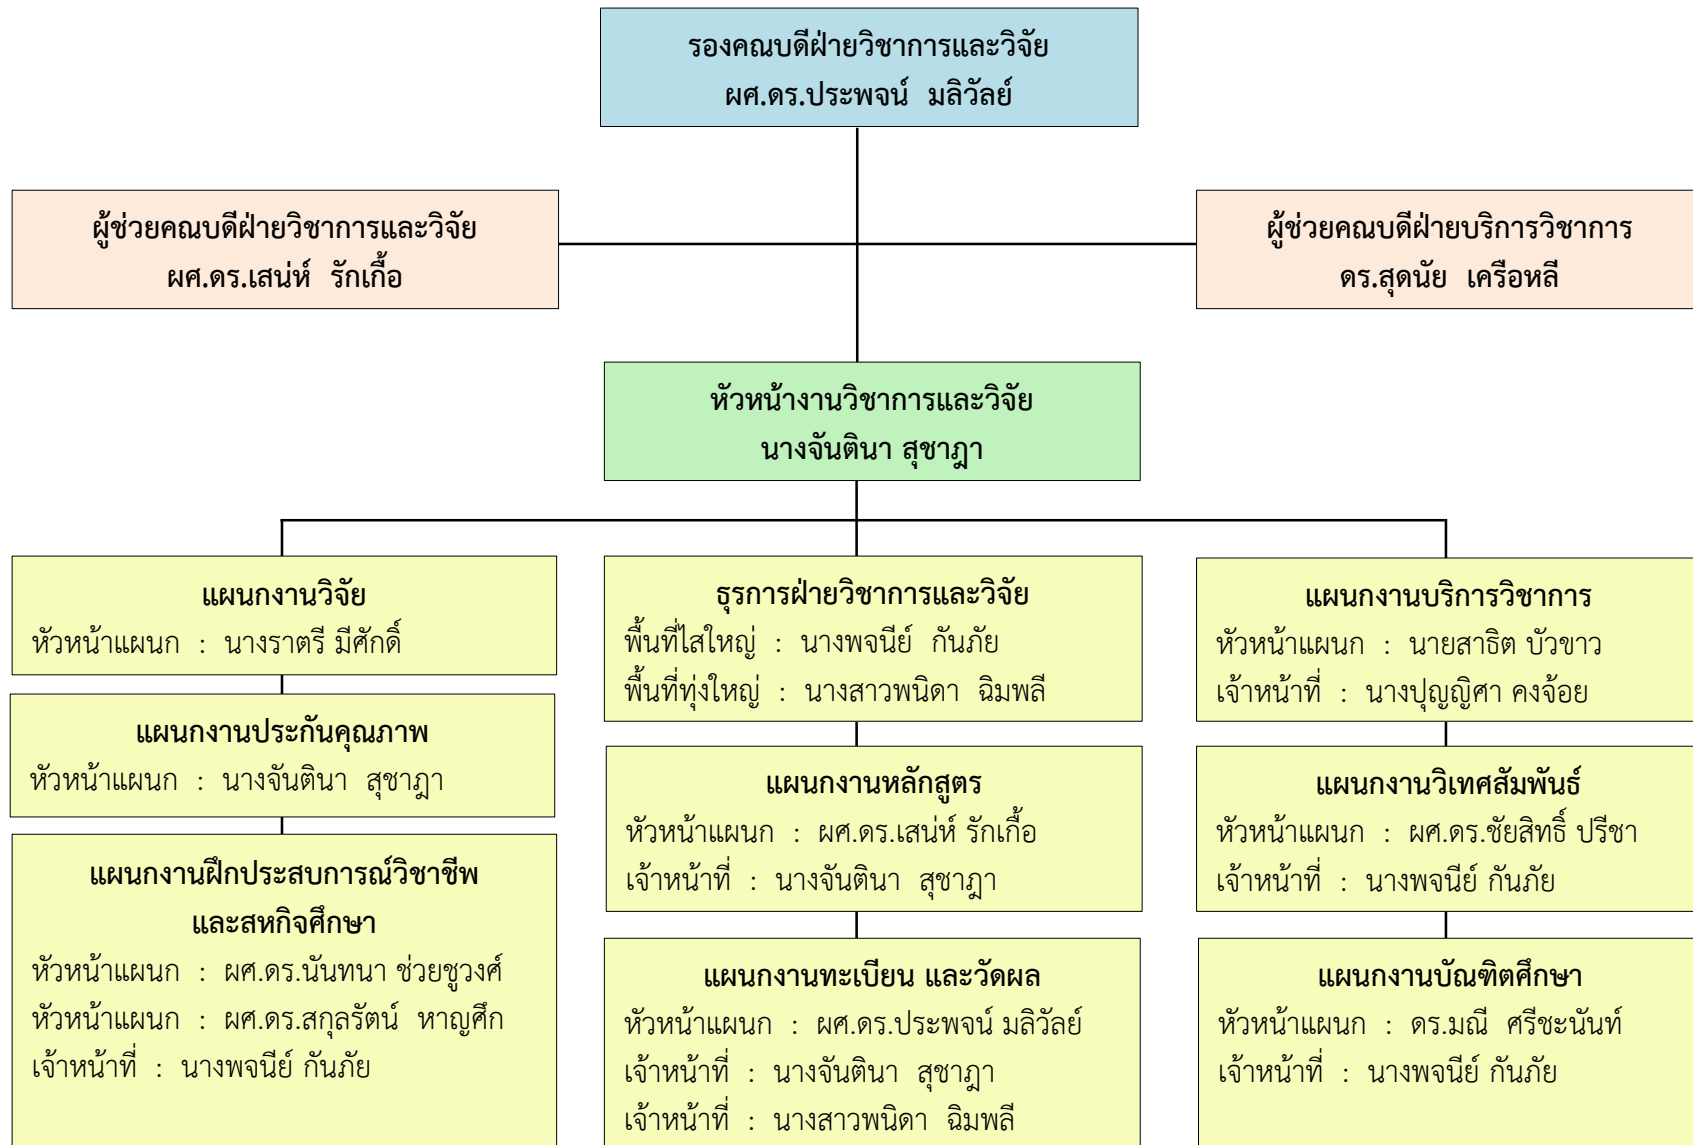 รองคณบดีฝ่ายวิชาการและวิจัย
ผศ.ดร.ประพจน์ มลิวัลย์
ผู้ช่วยคณบดีฝ่ายวิชาการและวิจัย
ผศ.ดร.เสน่ห์ รักเกื้อ
ผู้ช่วยคณบดีฝ่ายบริการวิชาการ
ดร.สุดนัย เครือหลี
หัวหน้างานวิชาการและวิจัย
นางจันตินา สุชาฎา
แผนกงานวิจัย
หัวหน้าแผนก : นางราตรี มีศักดิ์
แผนกงานประกันคุณภาพ
หัวหน้าแผนก : นางจันตินา สุชาฎา
แผนกงานฝึกประสบการณ์วิชาชีพ
และสหกิจศึกษา
หัวหน้าแผนก : ผศ.ดร.นันทนา ช่วยชูวงศ์
หัวหน้าแผนก : ผศ.ดร.สกุลรัตน์ หาญศึก
เจ้าหน้าที่ : นางพจนีย์ กันภัย
ธุรการฝ่ายวิชาการและวิจัย
พื้นที่ไสใหญ่ : นางพจนีย์ กันภัย
พื้นที่ทุ่งใหญ่ : นางสาวพนิดา ฉิมพลี
แผนกงานหลักสูตร
หัวหน้าแผนก : ผศ.ดร.เสน่ห์ รักเกื้อ
เจ้าหน้าที่ : นางจันตินา สุชาฎา
แผนกงานทะเบียน และวัดผล
หัวหน้าแผนก : ผศ.ดร.ประพจน์ มลิวัลย์
เจ้าหน้าที่ : นางจันตินา สุชาฎา
เจ้าหน้าที่ : นางสาวพนิดา ฉิมพลี
แผนกงานบริการวิชาการ
หัวหน้าแผนก : นายสาธิต บัวขาว
เจ้าหน้าที่ : นางปุญญิศา คงจ้อย
แผนกงานวิเทศสัมพันธ์
หัวหน้าแผนก : ผศ.ดร.ชัยสิทธิ์ ปรีชา
เจ้าหน้าที่ : นางพจนีย์ กันภัย
แผนกงานบัณฑิตศึกษา
หัวหน้าแผนก : ดร.มณี ศรีชะนันท์
เจ้าหน้าที่ : นางพจนีย์ กันภัย